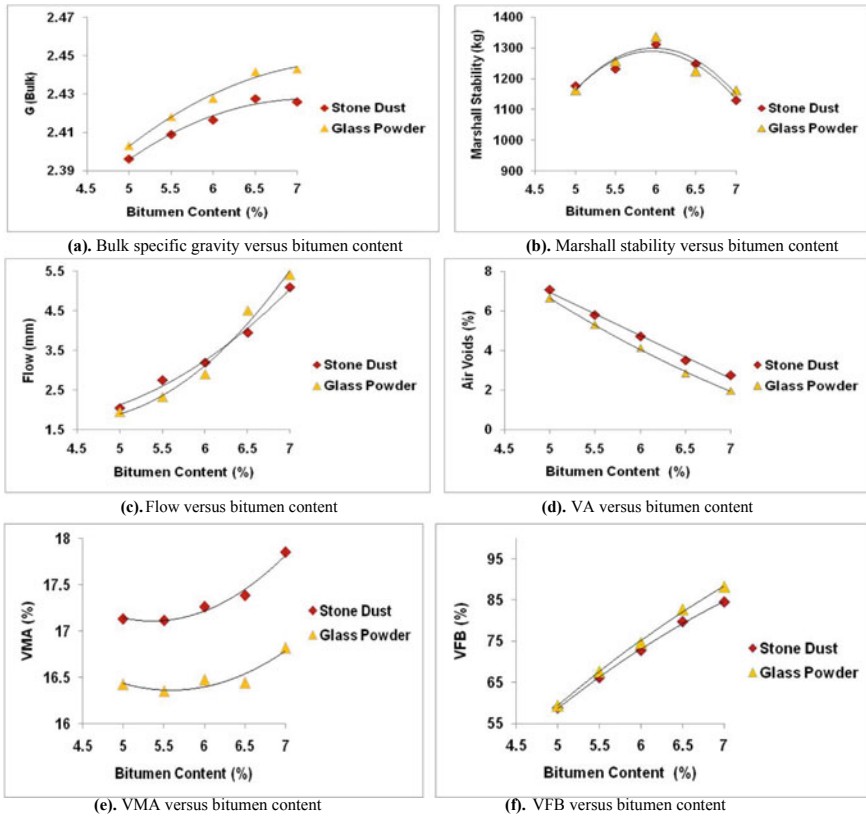 2.47
2.45
2.43
2.41
2.39
G (Bulk)
4.5 5 5.5 6 6.5 7
Bitumen Content (%)
Stone Dust
Glass Powder
(a). Bulk specific gravity versus bitumen content
1400
1300
1200
1100
1000
900
Marshall Stability (kg)
4.5 5 5.5 6 6.5 7
Bitumen Content (%)
Stone Dust
Glass Powder
(b). Marshall stability versus bitumen content
5.5
4.5
3.5
2.5
1.5
Flow (mm)
4.5 5 5.5 6 6.5 7
Bitumen Content (%)
Stone Dust
Glass Powder
(c). Flow versus bitumen content
8
6
4
2
0
Air Voids (%)
4.5 5 5.5 6 6.5 7
Bitumen Content (%)
Stone Dust
Glass Powder
(d). VA versus bitumen content
18
17.5
17
16.5
16
VMA (%)
4.5 5 5.5 6 6.5 7
Bitumen Content (%)
Stone Dust
Glass Powder
(e). VMA versus bitumen content
95
85
75
65
55
VFB (%)
4.5 5 5.5 6 6.5 7
Bitumen Content (%)
Stone Dust
Glass Powder
(f). VFB versus bitumen content